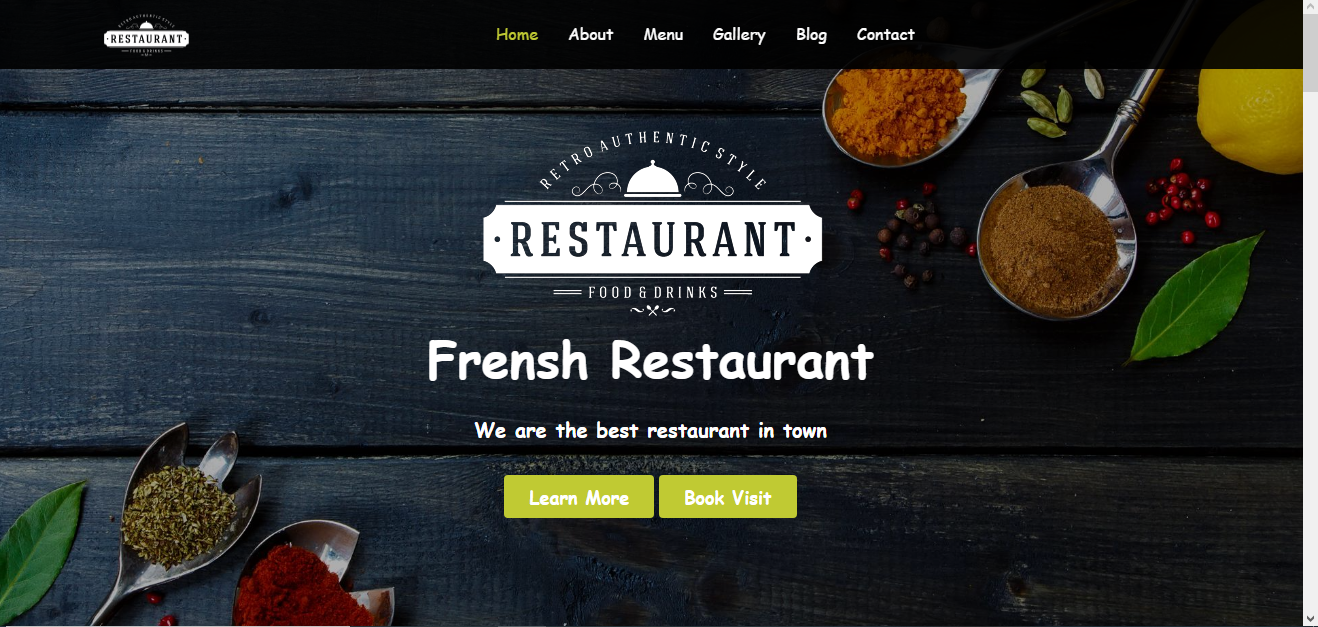 RETRO AUTHENTIC STYLE
RESTAURANT
FOOD & DRINKS
Home About Menu Gallery Blog Contact
RETRO AUTHENTIC STYLE
· RESTAURANT ·
FOOD & DRINKS
Frensh Restaurant
We are the best restaurant in town
Learn More Book Visit